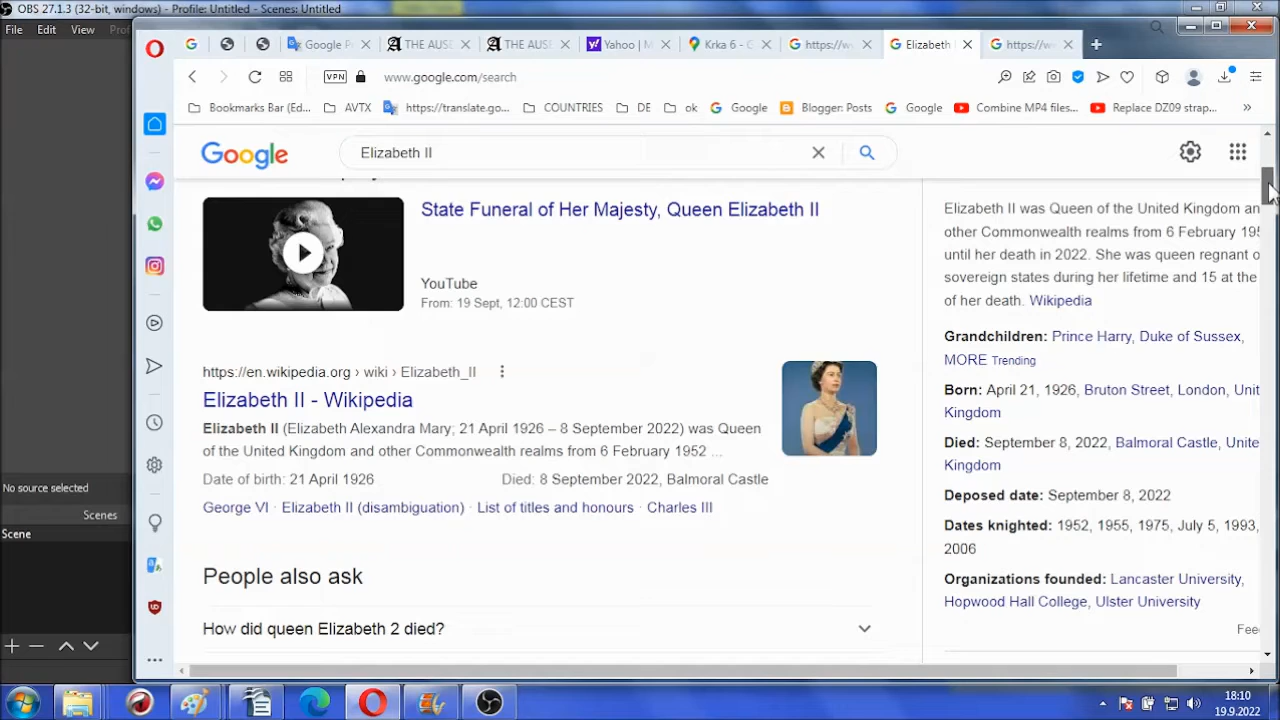 OBS 27.1.3 (32-bit, windows) - Profile: Untitled - Scenes: Untitled
File Edit View
Google P THE AUSE THE AUSE Yahoo | M Krka 6 - G https://w Elizabeth https://w
VPN www.google.com/search
Bookmarks Bar (Ed... AVTX https://translate.go... COUNTRIES DE ok Google Blogger: Posts Google Combine MP4 files... Replace DZ09 strap...
Google Elizabeth II
State Funeral of Her Majesty, Queen Elizabeth II
YouTube
From: 19 Sept, 12:00 CEST
https://en.wikipedia.org › wiki › Elizabeth_II
Elizabeth II - Wikipedia
Elizabeth II (Elizabeth Alexandra Mary; 21 April 1926 – 8 September 2022) was Queen
of the United Kingdom and other Commonwealth realms from 6 February 1952 ...
Date of birth: 21 April 1926 Died: 8 September 2022, Balmoral Castle
George VI · Elizabeth II (disambiguation) · List of titles and honours · Charles III
People also ask
How did queen Elizabeth 2 died?
Elizabeth II was Queen of the United Kingdom an
other Commonwealth realms from 6 February 195
until her death in 2022. She was queen regnant o
sovereign states during her lifetime and 15 at the
of her death. Wikipedia
Grandchildren: Prince Harry, Duke of Sussex,
MORE Trending
Born: April 21, 1926, Bruton Street, London, Unit
Kingdom
Died: September 8, 2022, Balmoral Castle, Unite
Kingdom
Deposed date: September 8, 2022
Dates knighted: 1952, 1955, 1975, July 5, 1993,
2006
Organizations founded: Lancaster University,
Hopwood Hall College, Ulster University
Fee
No source selected
Scenes
Scene
18:10
19.9.2022